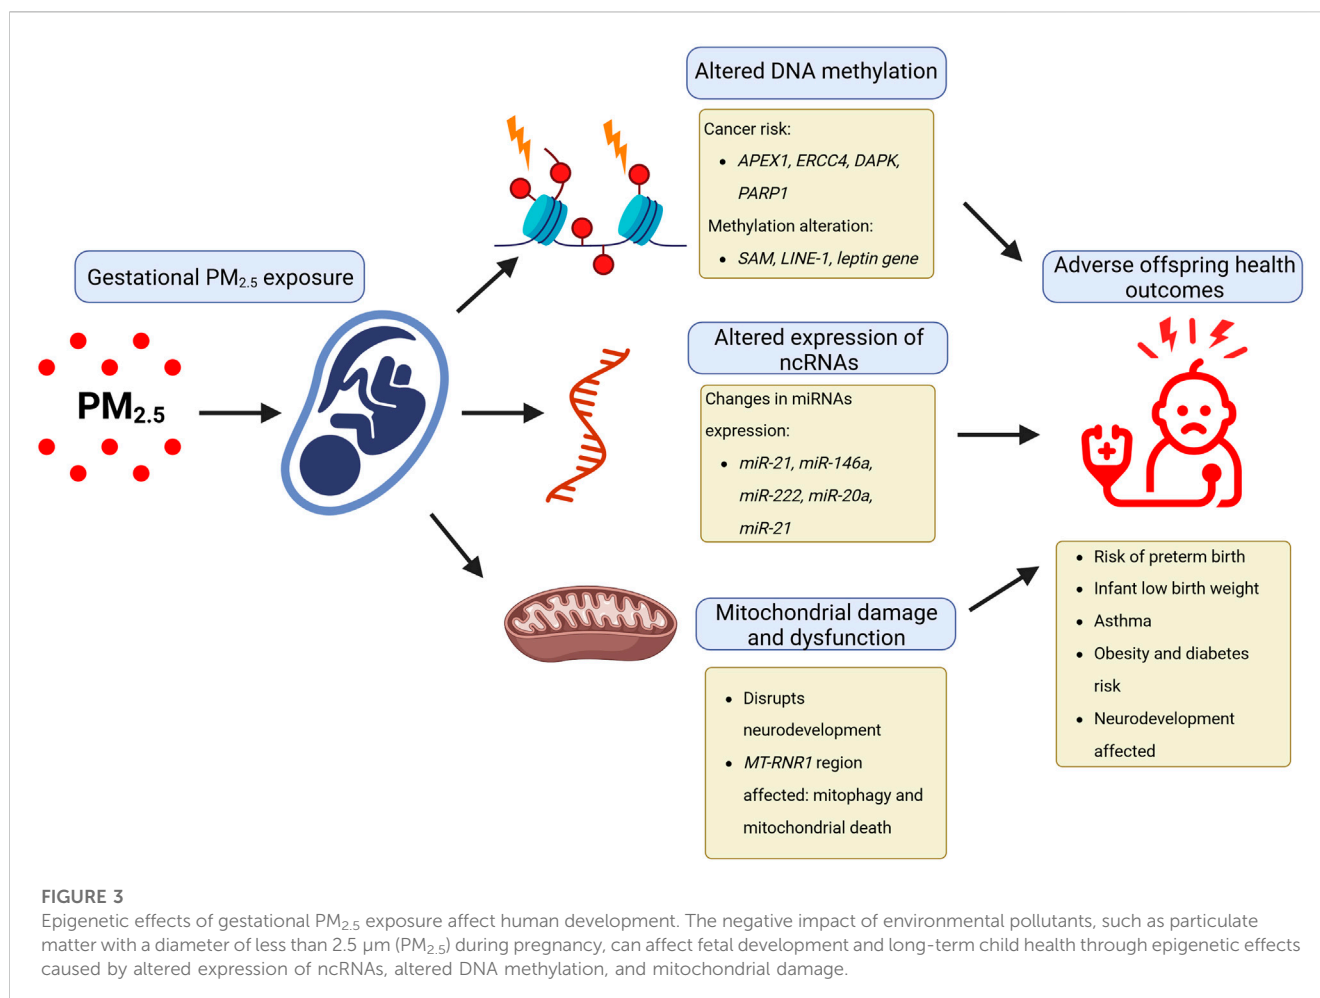 Altered DNA methylation
Cancer risk:
• APEX1, ERCC4, DAPK,
PARP1
Methylation alteration:
• SAM, LINE-1, leptin gene
Gestational PM2.5 exposure
PM2.5
Altered expression of
ncRNAs
Changes in miRNAs
expression:
• miR-21, miR-146a,
miR-222, miR-20a,
miR-21
Mitochondrial damage
and dysfunction
• Disrupts
neurodevelopment
• MT-RNR1 region
affected: mitophagy and
mitochondrial death
Adverse offspring health
outcomes
• Risk of preterm birth
• Infant low birth weight
• Asthma
• Obesity and diabetes
risk
• Neurodevelopment
affected
FIGURE 3
Epigenetic effects of gestational PM2.5 exposure affect human development. The negative impact of environmental pollutants, such as particulate
matter with a diameter of less than 2.5 µm (PM2.5) during pregnancy, can affect fetal development and long-term child health through epigenetic effects
caused by altered expression of ncRNAs, altered DNA methylation, and mitochondrial damage.